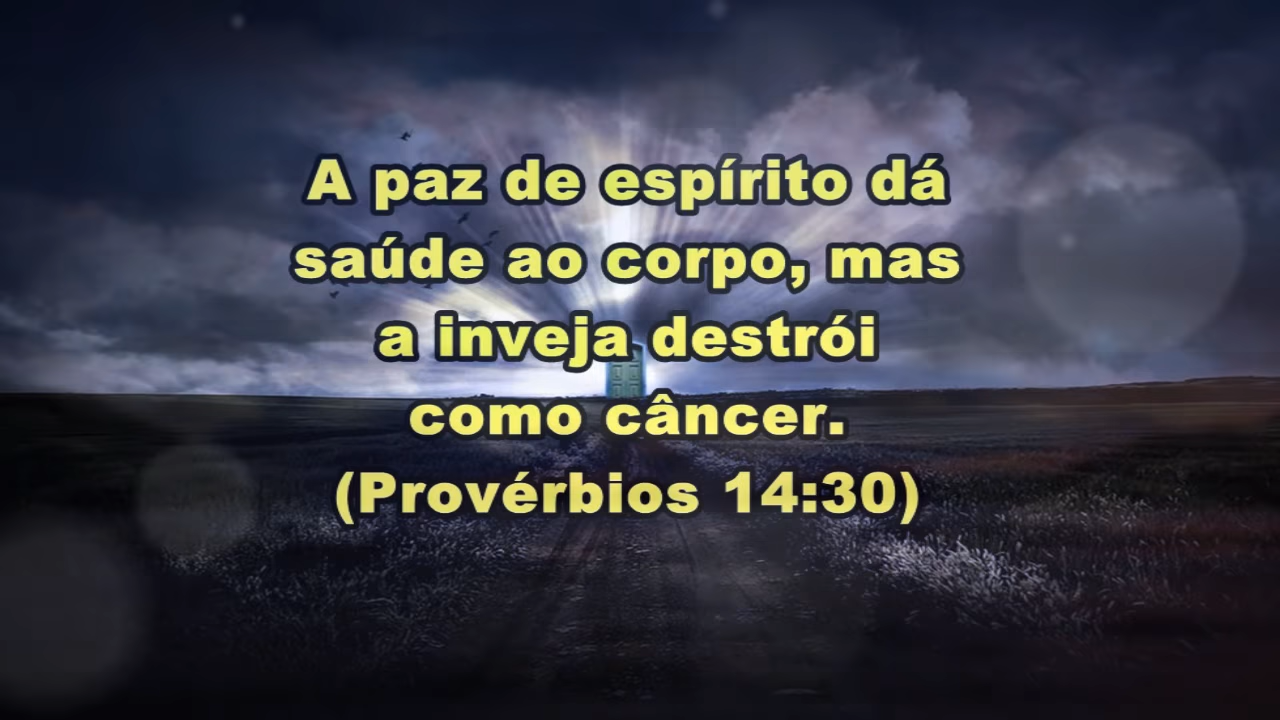 A paz de espírito dá
saúde ao corpo, mas
a inveja destrói
como câncer.
(Provérbios 14:30)